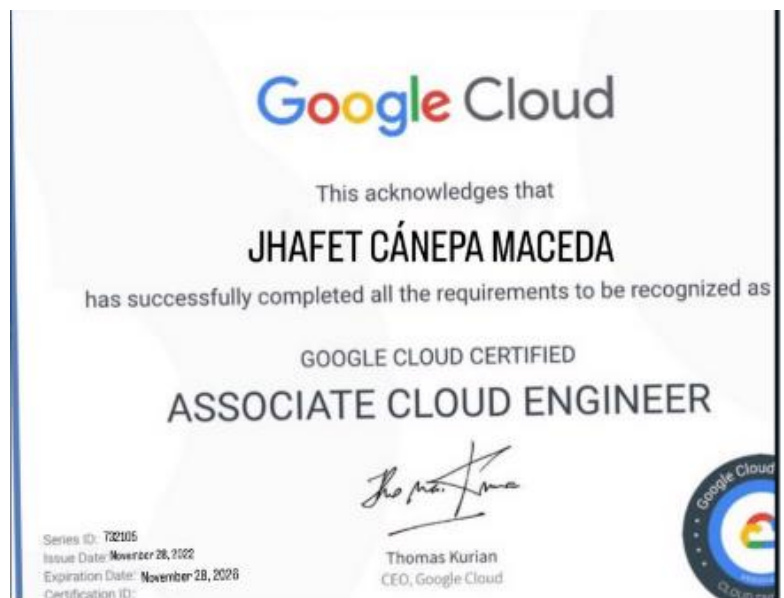 Google Cloud
This acknowledges that
JHAFET CÁNEPA MACEDA
has successfully completed all the requirements to be recognized as
GOOGLE CLOUD CERTIFIED
ASSOCIATE CLOUD ENGINEER
Series ID: 732105
Issue Date: November 28, 2022
Expiration Date: November 28, 2026
Certification ID:
Thomas Kurian
CEO, Google Cloud
Google Cloud